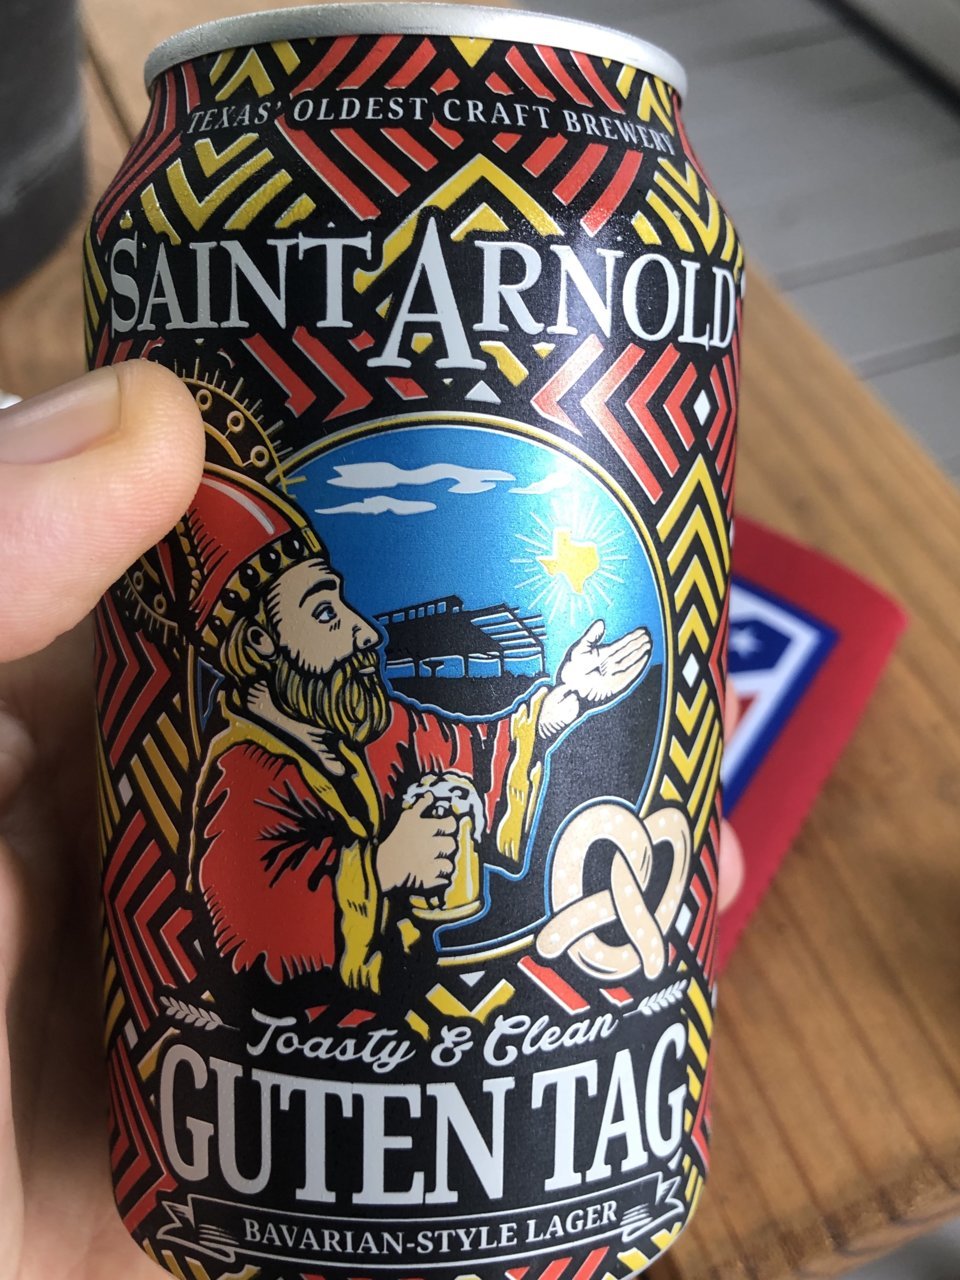 TEXAS' OLDEST CRAFT BREWERY
SAINT ARNOLD
Toasty & Clean
GUTEN TAG
BAVARIAN-STYLE LAGER